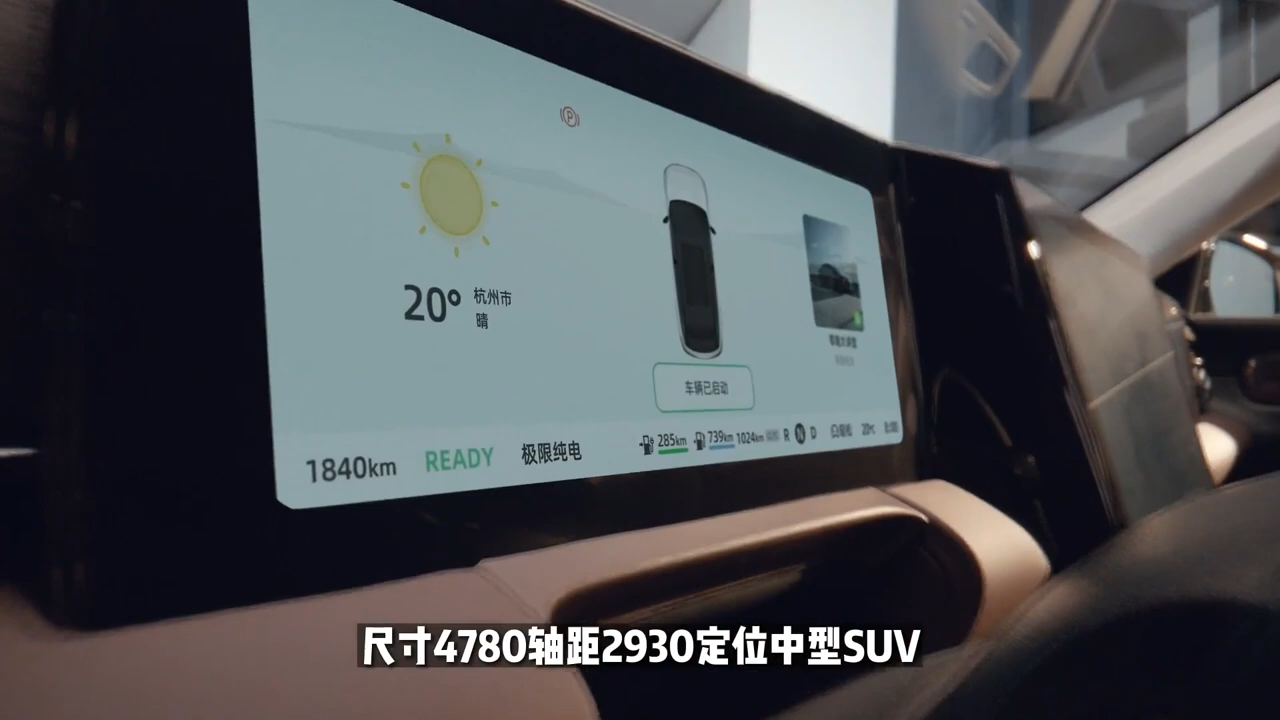 20°
杭州市
晴
车辆已启动
1840km READY 极限纯电 285km 739km 1024km R N D 20℃
尺寸4780轴距2930定位中型SUV